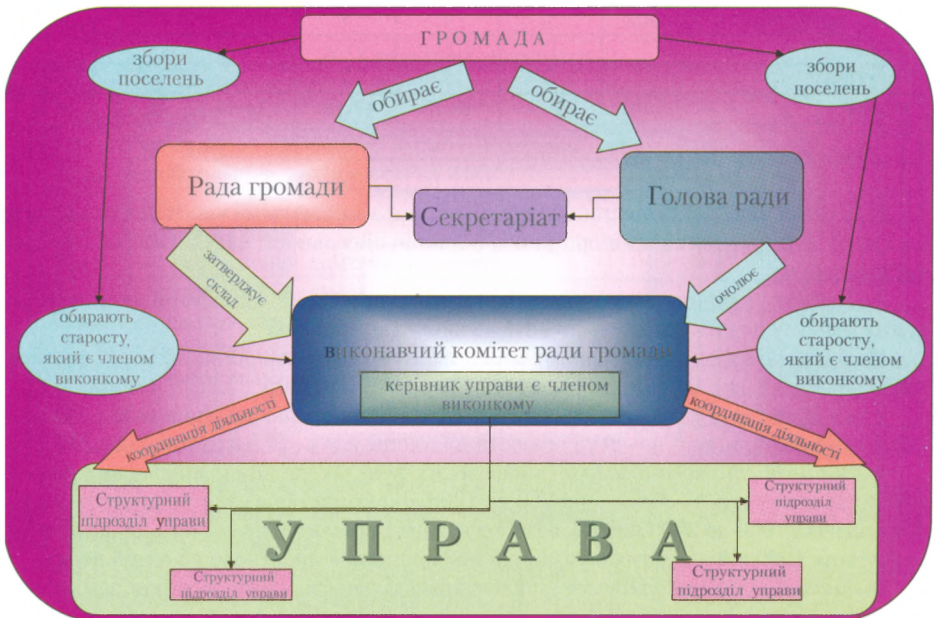 ГРОМАДА
збори
поселень
збори
поселень
обирає
обирає
Рада громади
Секретаріат
Голова ради
затверджує
склад
очолює
обирають
старосту,
який є членом
виконкому
виконавчий комітет ради громади
керівник управи є членом
виконкому
обирають
старосту,
який є членом
виконкому
координація діяльності
координація діяльності
Структурний
підрозділ управи
Структурний
підрозділ
управи
УПРАВА
Структурний
підрозділ управи
Структурний
підрозділ управи